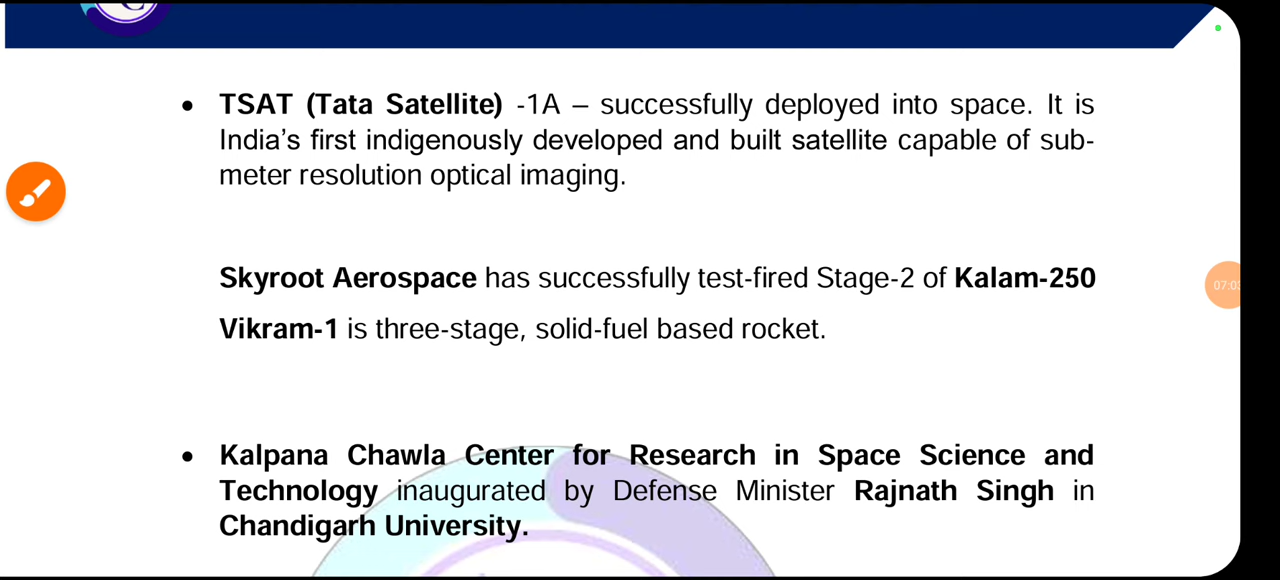 • TSAT (Tata Satellite) -1A – successfully deployed into space. It is
India's first indigenously developed and built satellite capable of sub-
meter resolution optical imaging.
Skyroot Aerospace has successfully test-fired Stage-2 of Kalam-250
Vikram-1 is three-stage, solid-fuel based rocket.
• Kalpana Chawla Center for Research in Space Science and
Technology inaugurated by Defense Minister Rajnath Singh in
Chandigarh University.